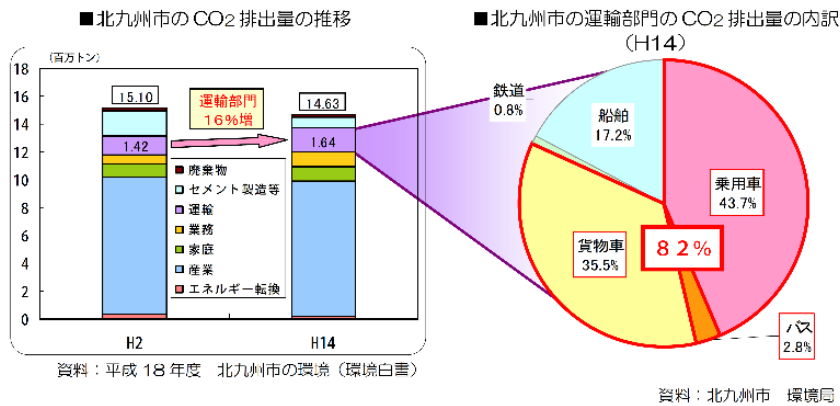 ■北九州市のCO2排出量の推移
(百万トン)
18
16
14
12
10
8
6
4
2
0
15.10
1.42
運輸部門
16%増
14.63
1.64
廃棄物
セメント製造等
運輸
業務
家庭
産業
エネルギー転換
H2
H14
資料：平成18年度 北九州市の環境（環境白書）
■北九州市の運輸部門のCO2排出量の内訳
（H14）
鉄道
0.8%
船舶
17.2%
乗用車
43.7%
貨物車
35.5%
82%
バス
2.8%
資料：北九州市 環境局